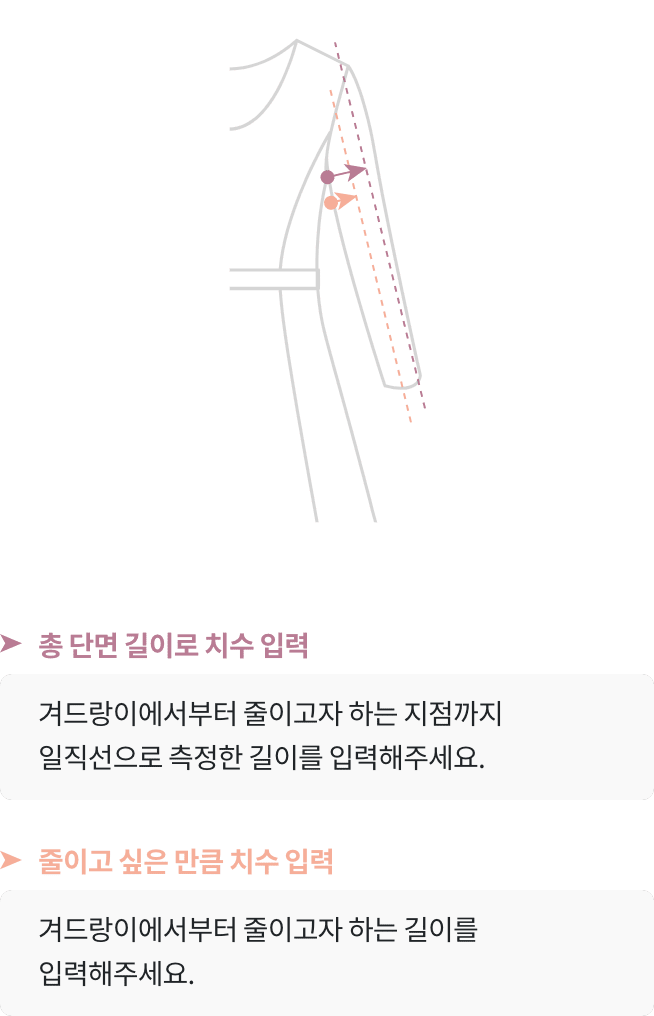 총 단면 길이로 치수 입력
겨드랑이에서부터 줄이고자 하는 지점까지
일직선으로 측정한 길이를 입력해주세요.
줄이고 싶은 만큼 치수 입력
겨드랑이에서부터 줄이고자 하는 길이를
입력해주세요.